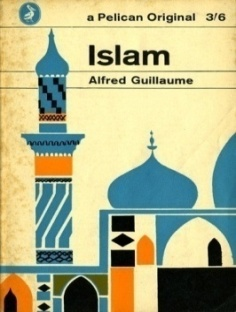 a Pelican Original 3/6
Islam
Alfred Guillaume